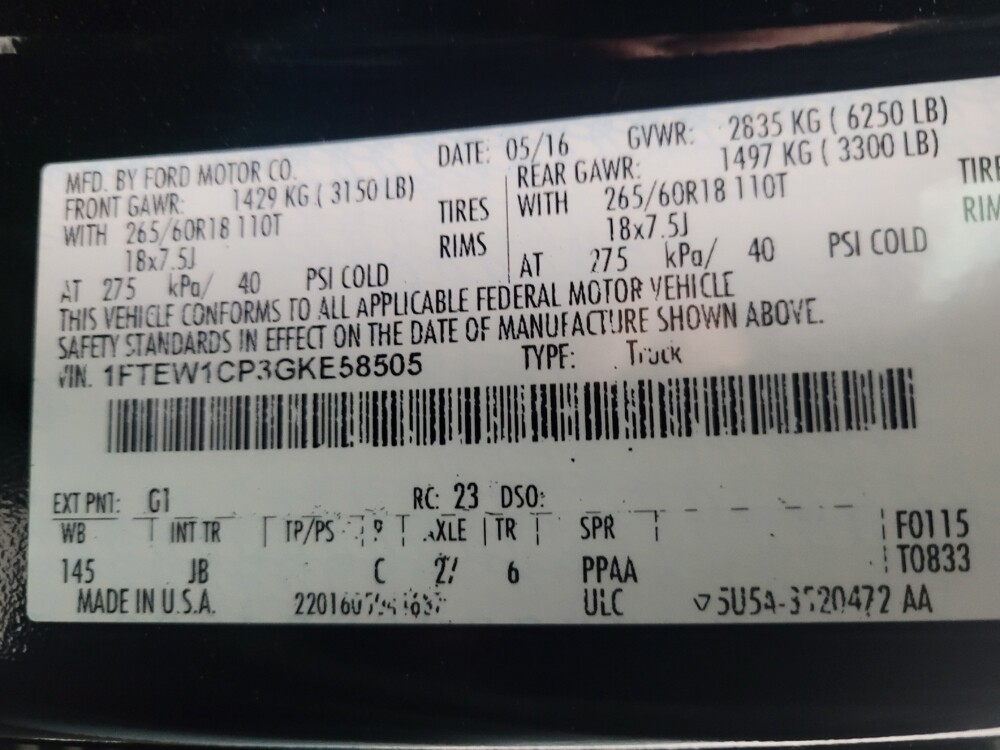 MFD. BY FORD MOTOR CO. DATE: 05/16 GVWR: 2835 KG ( 6250 LB)
FRONT GAWR: 1429 KG ( 3150 LB) REAR GAWR: 1497 KG ( 3300 LB)
WITH 265/60R18 110T TIRES WITH 265/60R18 110T
18x7.5J RIMS 18x7.5J
AT 275 kPa/ 40 PSI COLD AT 275 kPa/ 40 PSI COLD
THIS VEHICLE CONFORMS TO ALL APPLICABLE FEDERAL MOTOR VEHICLE
SAFETY STANDARDS IN EFFECT ON THE DATE OF MANUFACTURE SHOWN ABOVE.
VIN. 1FTEW1CP3GKE58505 TYPE: Truck
EXT PNT: G1 RC: 23 DSO:
WB INT TR TP/PS AXLE TR SPR F0115
145 JB C 6 PPAA T0833
MADE IN U.S.A. ULC AA